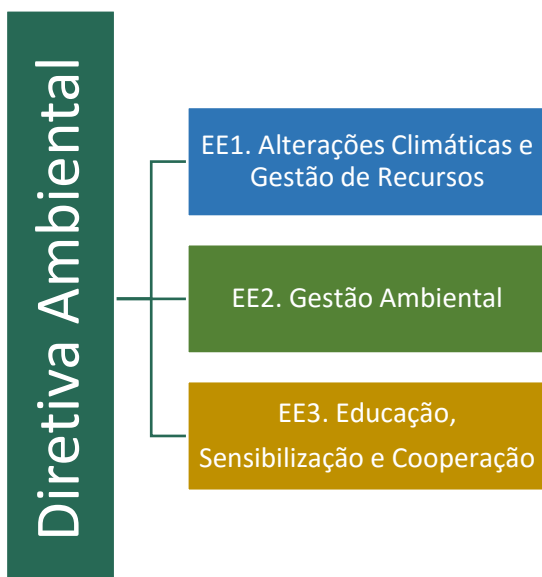 Diretiva Ambiental
EE1. Alterações Climáticas e
Gestão de Recursos
EE2. Gestão Ambiental
EE3. Educação,
Sensibilização e Cooperação